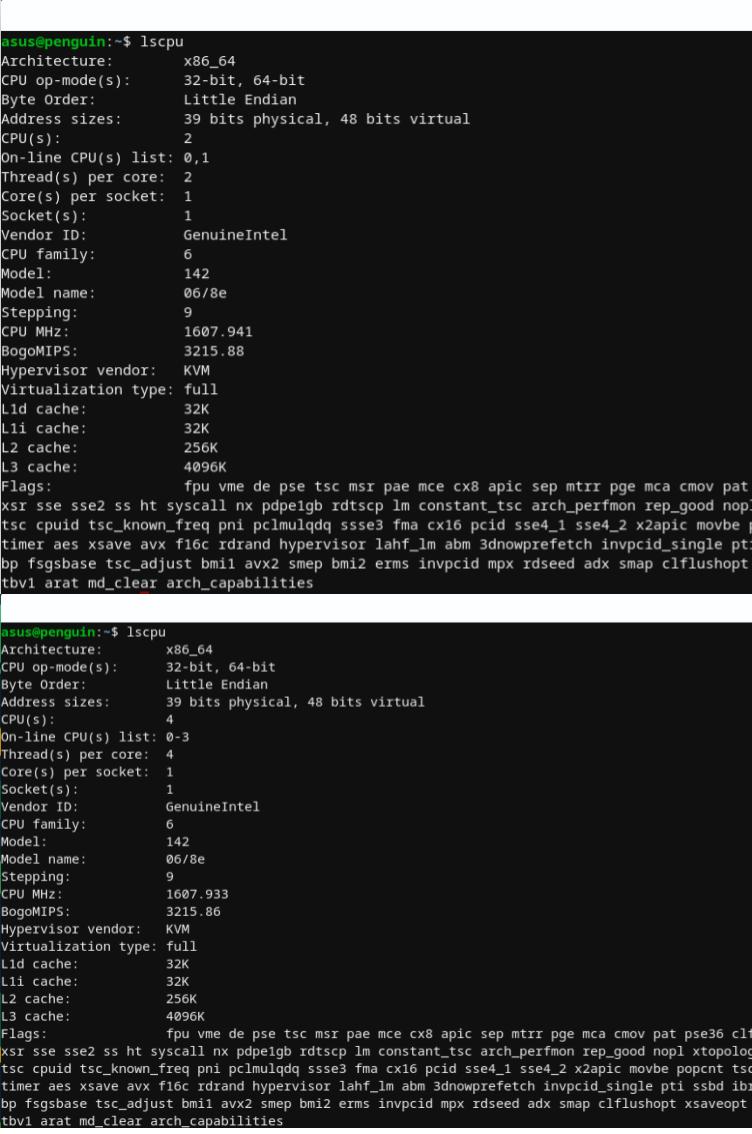 asus@penguin:~$ lscpu
Architecture:        x86_64
CPU op-mode(s):      32-bit, 64-bit
Byte Order:          Little Endian
Address sizes:       39 bits physical, 48 bits virtual
CPU(s):              2
On-line CPU(s) list: 0,1
Thread(s) per core:  2
Core(s) per socket:  1
Socket(s):           1
Vendor ID:           GenuineIntel
CPU family:          6
Model:               142
Model name:          06/8e
Stepping:            9
CPU MHz:             1607.941
BogoMIPS:            3215.88
Hypervisor vendor:   KVM
Virtualization type: full
L1d cache:           32K
L1i cache:           32K
L2 cache:            256K
L3 cache:            4096K
Flags:               fpu vme de pse tsc msr pae mce cx8 apic sep mtrr pge mca cmov pat
xsr sse sse2 ss ht syscall nx pdpe1gb rdtscp lm constant_tsc arch_perfmon rep_good nopl
tsc cpuid tsc_known_freq pni pclmulqdq ssse3 fma cx16 pcid sse4_1 sse4_2 x2apic movbe
timer aes xsave avx f16c rdrand hypervisor lahf_lm abm 3dnowprefetch invpcid_single pti
bp fsgsbase tsc_adjust bmi1 avx2 smep bmi2 erms invpcid mpx rdseed adx smap clflushopt
tbv1 arat md_clear arch_capabilities
asus@penguin:~$ lscpu
Architecture:        x86_64
CPU op-mode(s):      32-bit, 64-bit
Byte Order:          Little Endian
Address sizes:       39 bits physical, 48 bits virtual
CPU(s):              4
On-line CPU(s) list: 0-3
Thread(s) per core:  4
Core(s) per socket:  1
Socket(s):           1
Vendor ID:           GenuineIntel
CPU family:          6
Model:               142
Model name:          06/8e
Stepping:            9
CPU MHz:             1607.933
BogoMIPS:            3215.86
Hypervisor vendor:   KVM
Virtualization type: full
L1d cache:           32K
L1i cache:           32K
L2 cache:            256K
L3 cache:            4096K
Flags:               fpu vme de pse tsc msr pae mce cx8 apic sep mtrr pge mca cmov pat pse36
xsr sse sse2 ss ht syscall nx pdpe1gb rdtscp lm constant_tsc arch_perfmon rep_good nopl xtopolog
tsc cpuid tsc_known_freq pni pclmulqdq ssse3 fma cx16 pcid sse4_1 sse4_2 x2apic movbe popcnt tsc
timer aes xsave avx f16c rdrand hypervisor lahf_lm abm 3dnowprefetch invpcid_single pti ssbd
bp fsgsbase tsc_adjust bmi1 avx2 smep bmi2 erms invpcid mpx rdseed adx smap clflushopt xsaveopt
tbv1 arat md_clear arch_capabilities